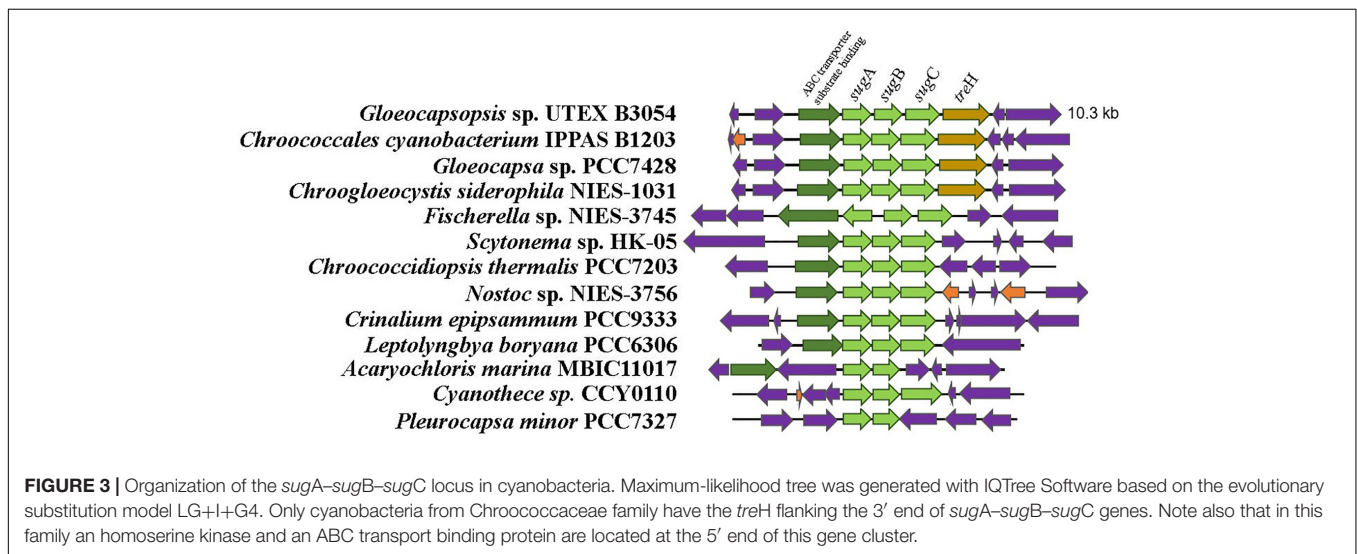 ABC transporter
substrate binding
sugA
sugB
sugC
treH
Gloeocapsopsis sp. UTEX B3054
10.3 kb
Chroococcales cyanobacterium IPPAS B1203
Gloeocapsa sp. PCC7428
Chroogloeocystis siderophila NIES-1031
Fischerella sp. NIES-3745
Scytonema sp. HK-05
Chroococcidiopsis thermalis PCC7203
Nostoc sp. NIES-3756
Crinalium epipsammum PCC9333
Leptolyngbya boryana PCC6306
Acaryochloris marina MBIC11017
Cyanothece sp. CCY0110
Pleurocapsa minor PCC7327
FIGURE 3 | Organization of the sugA–sugB–sugC locus in cyanobacteria. Maximum-likelihood tree was generated with IQTree Software based on the evolutionary
substitution model LG+I+G4. Only cyanobacteria from Chroococcaceae family have the treH flanking the 3′ end of sugA–sugB–sugC genes. Note also that in this
family an homoserine kinase and an ABC transport binding protein are located at the 5′ end of this gene cluster.